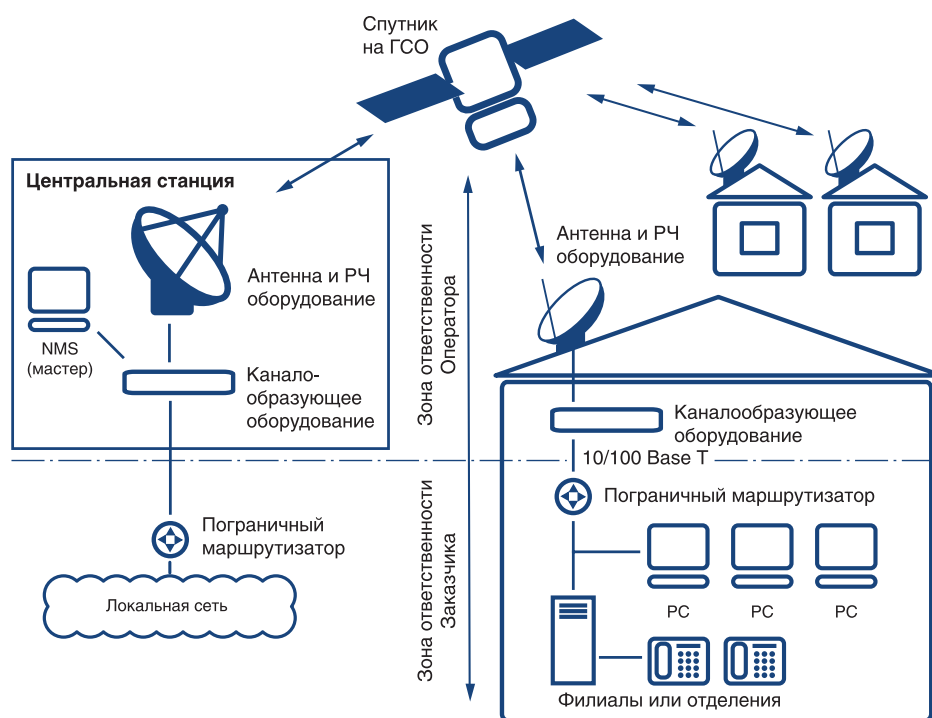 Спутник
на ГСО
Центральная станция
Антенна и РЧ
оборудование
NMS
(мастер)
Канало-
образующее
оборудование
Пограничный
маршрутизатор
Локальная сеть
Зона ответственности
Оператора
Зона ответственности
Заказчика
Антенна и РЧ
оборудование
Каналообразующее
оборудование
10/100 Base T
Пограничный маршрутизатор
PC
PC
PC
Филиалы или отделения